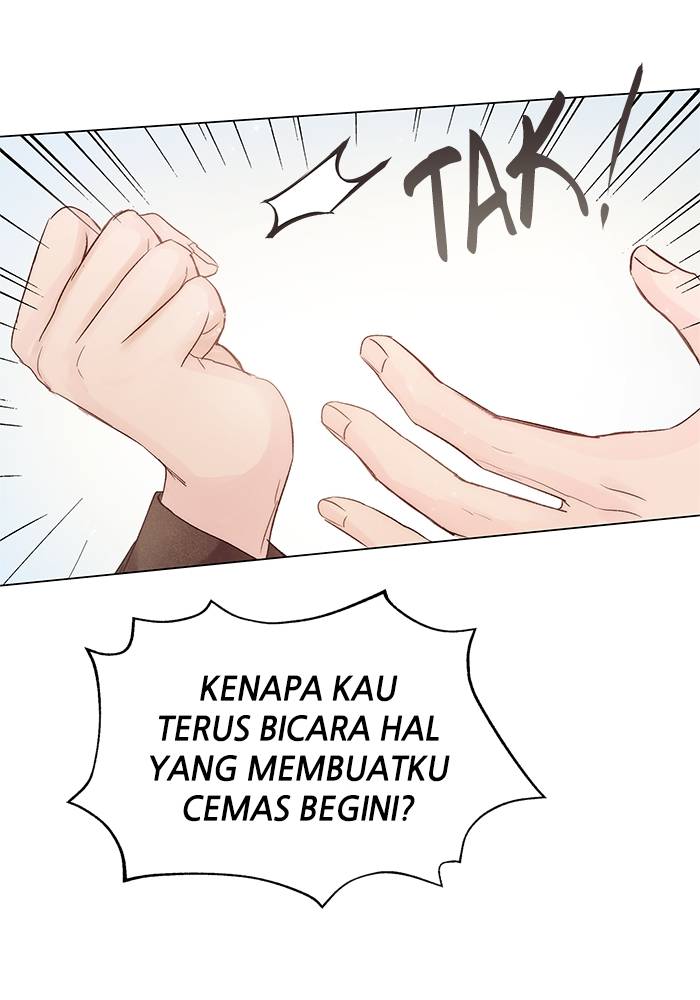 TAK!
KENAPA KAU
TERUS BICARA HAL
YANG MEMBUATKU
CEMAS BEGINI?